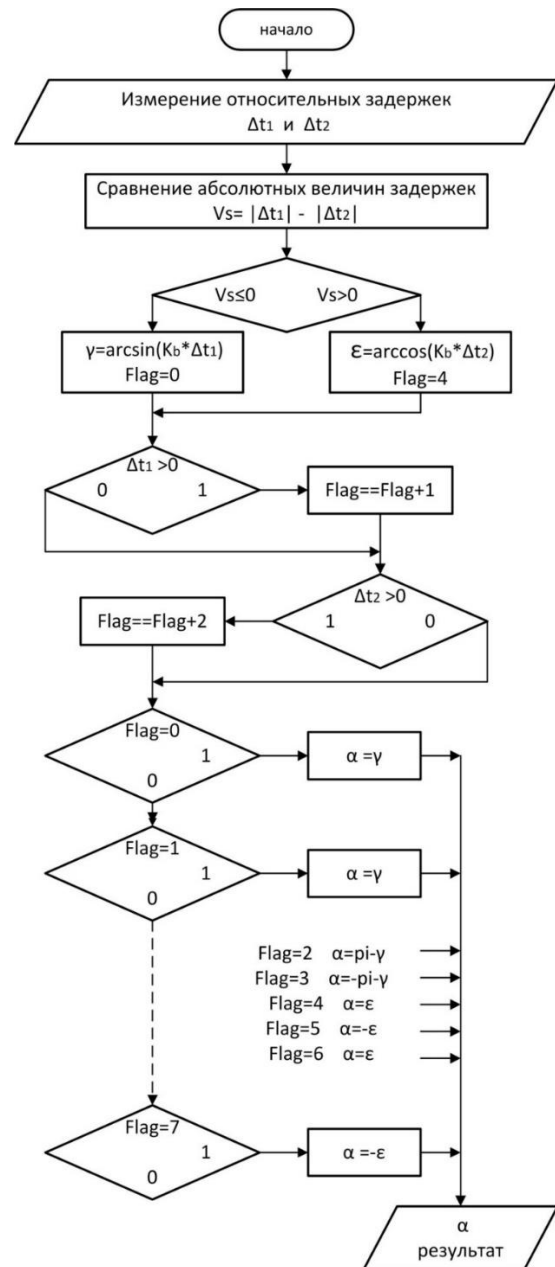 начало
Измерение относительных задержек
Δt₁ и Δt₂
Сравнение абсолютных величин задержек
Vs= |Δt₁| - |Δt₂|
Vs≤0 Vs>0
γ=arcsin(K_b*Δt₁)
Flag=0
Ɛ=arccos(K_b*Δt₂)
Flag=4
Δt₁ >0
0 1
Flag==Flag+1
Δt₂ >0
1 0
Flag==Flag+2
Flag=0
1
0
α =γ
Flag=1
1
0
α =γ
Flag=2 α=pi-γ
Flag=3 α=-pi-γ
Flag=4 α=ε
Flag=5 α=-ε
Flag=6 α=ε
Flag=7
1
0
α =-ε
α
результат